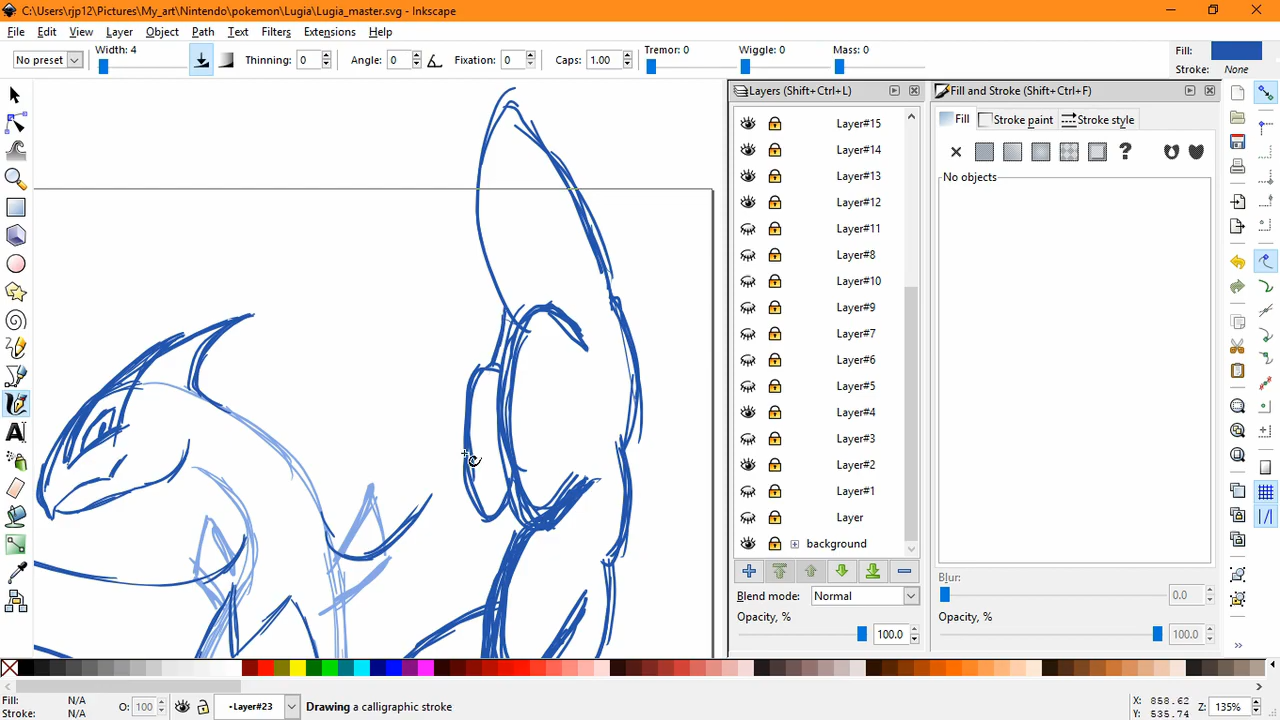 C:\Users\rjp12\Pictures\My_art\Nintendo\pokemon\Lugia\Lugia_master.svg - Inkscape
File Edit View Layer Object Path Text Filters Extensions Help
No preset Width: 4 Thinning: 0 Angle: 0 Fixation: 0 Caps: 1.00 Tremor: 0 Wiggle: 0 Mass: 0 Fill:
Stroke: None
Layers (Shift+Ctrl+L) Fill and Stroke (Shift+Ctrl+F)
Fill Stroke paint Stroke style
No objects
Layer#15
Layer#14
Layer#13
Layer#12
Layer#11
Layer#8
Layer#10
Layer#9
Layer#7
Layer#6
Layer#5
Layer#4
Layer#3
Layer#2
Layer#1
Layer
background
Blend mode: Normal
Opacity, %
100.0
Blur:
0.0
Opacity, %
100.0
Fill: N/A
Stroke: N/A
O: 100
•Layer#23
Drawing a calligraphic stroke
X: 858.62
Y: 535.74
Z: 135%